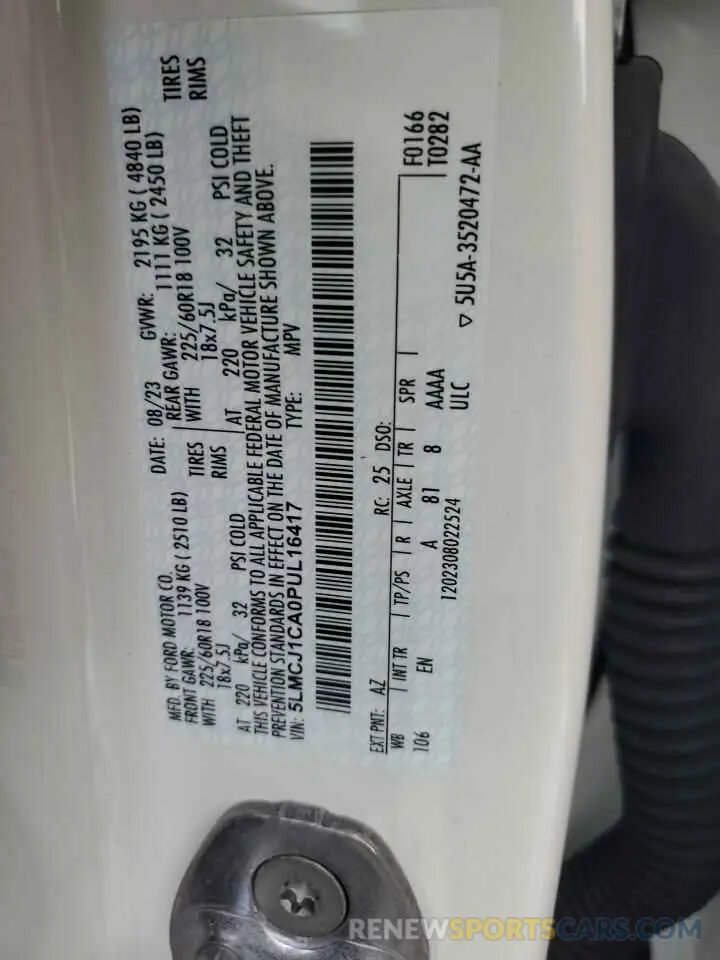 MFD. BY FORD MOTOR CO.
DATE: 08/23 GVWR: 2195 KG ( 4840 LB)
FRONT GAWR: 1139 KG ( 2510 LB) REAR GAWR: 1111 KG ( 2450 LB)
WITH 225/60R18 100V TIRES WITH 225/60R18 100V TIRES
18x7.5J RIMS 18x7.5J RIMS
AT 220 kPa/ 32 PSI COLD AT 220 kPa/ 32 PSI COLD
THIS VEHICLE CONFORMS TO ALL APPLICABLE FEDERAL MOTOR VEHICLE SAFETY AND THEFT
PREVENTION STANDARDS IN EFFECT ON THE DATE OF MANUFACTURE SHOWN ABOVE.
VIN: 5LMCJ1CA0PUL16417 TYPE: MPV
EXT PNT: AZ RC: 25 DSO: F0166
WB INT TR TP/PS R AXLE TR SPR T0282
106 EN A 81 8 AAAA
ULC
1202308022524 ▽ 5U5A-3520472-AA
RENEWSPORTSCARS.COM